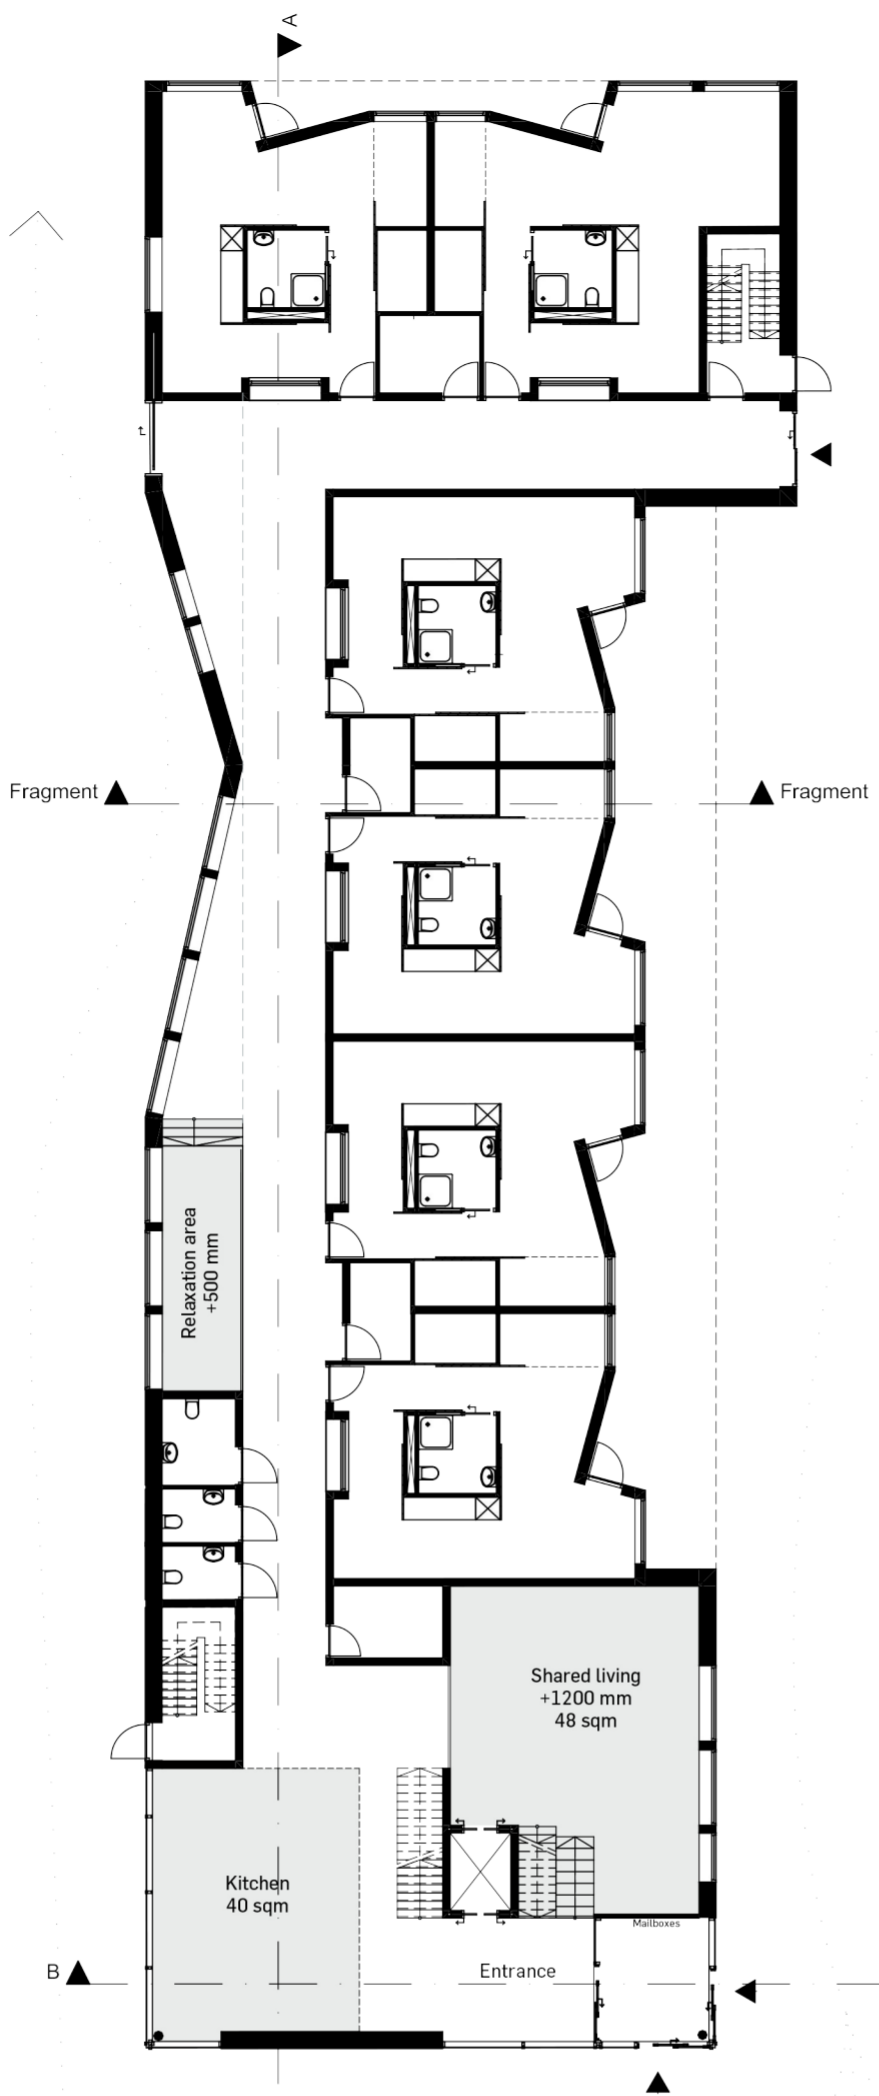 A
Fragment
Fragment
Relaxation area
+500 mm
Shared living
+1200 mm
48 sqm
Kitchen
40 sqm
Mailboxes
Entrance
B